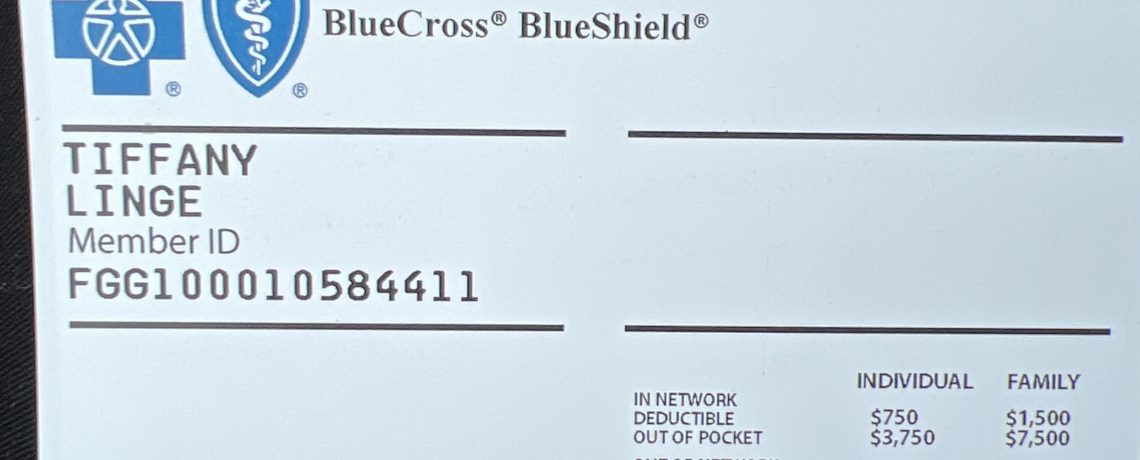 BlueCross® BlueShield®
® ®
TIFFANY
LINGE
Member ID
FGG100010584411
INDIVIDUAL FAMILY
IN NETWORK
DEDUCTIBLE $750 $1,500
OUT OF POCKET $3,750 $7,500